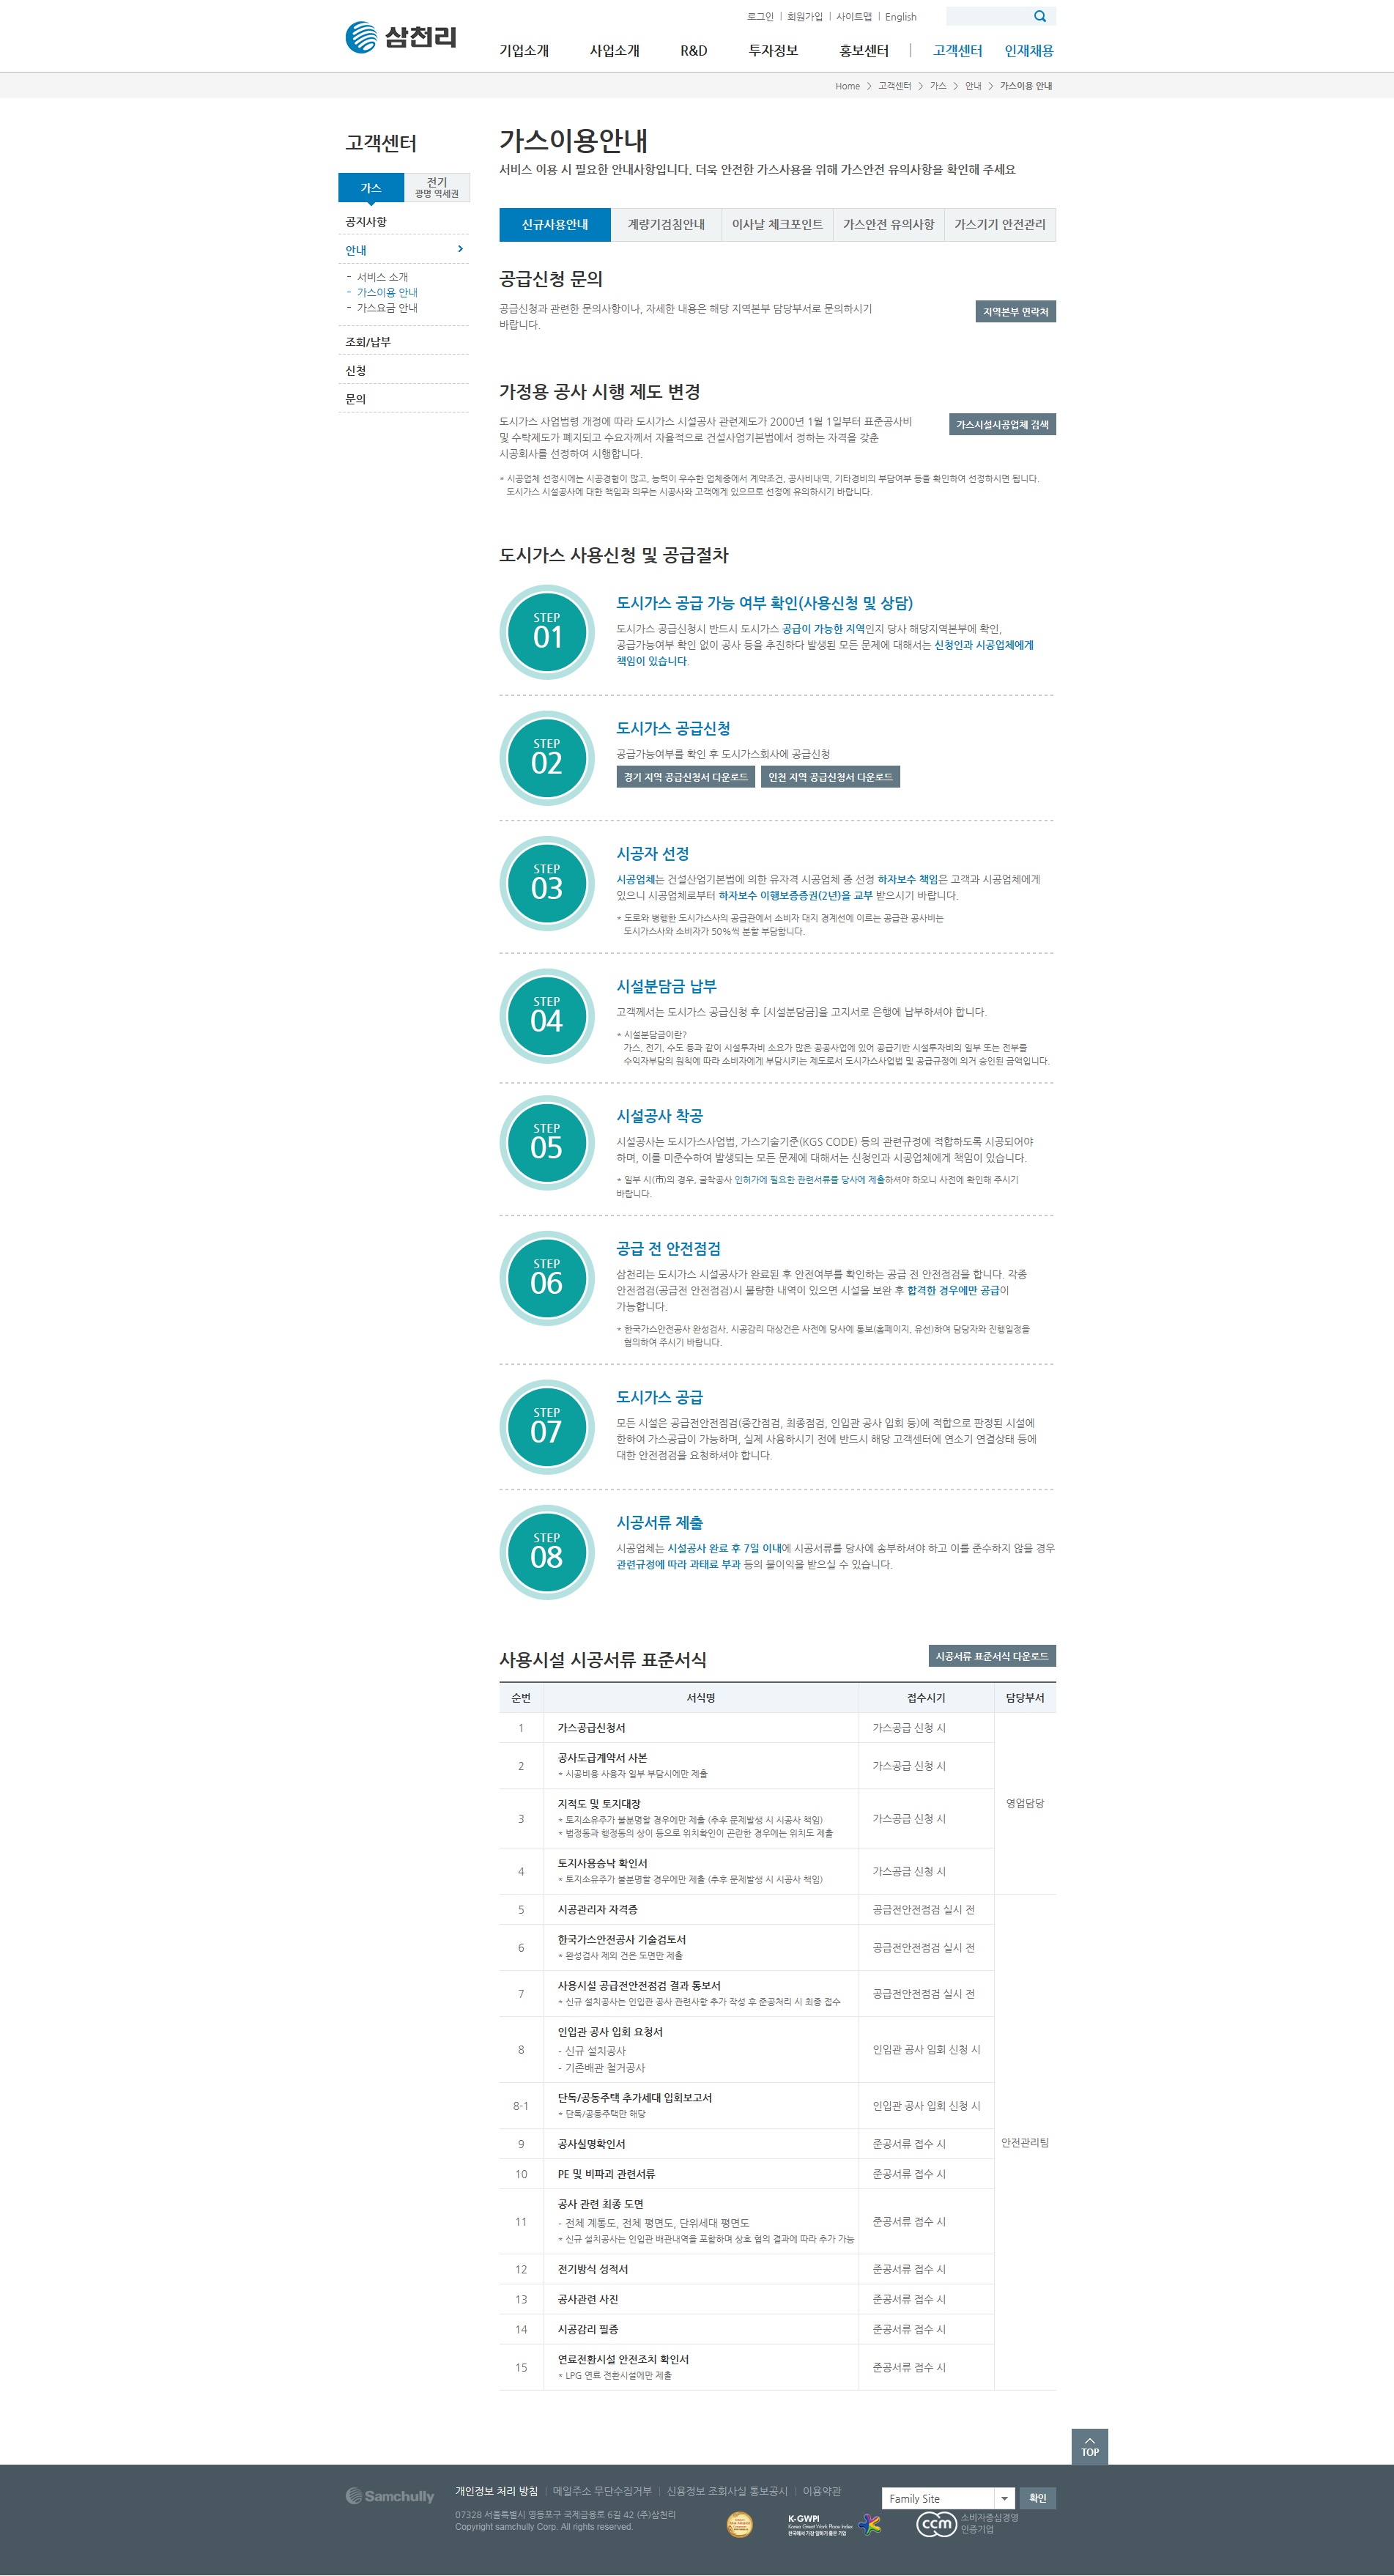 로그인 | 회원가입 | 사이트맵 | English
삼천리
기업소개 사업소개 R&D 투자정보 홍보센터 | 고객센터 인재채용
Home > 고객센터 > 가스 > 안내 > 가스이용 안내
고객센터
가스
전기
광명 역세권
공지사항
안내
- 서비스 소개
- 가스이용 안내
- 가스요금 안내
조회/납부
신청
문의
가스이용안내
서비스 이용 시 필요한 안내사항입니다. 더욱 안전한 가스사용을 위해 가스안전 유의사항을 확인해 주세요
신규사용안내 계량기검침안내 이사날 체크포인트 가스안전 유의사항 가스기기 안전관리
공급신청 문의
공급신청과 관련한 문의사항이나, 자세한 내용은 해당 지역본부 담당부서로 문의하시기
바랍니다.
지역본부 연락처
가정용 공사 시행 제도 변경
도시가스 사업법령 개정에 따라 도시가스 시설공사 관련제도가 2000년 1월 1일부터 표준공사비
및 수탁제도가 폐지되고 수요자께서 자율적으로 건설사업기본법에서 정하는 자격을 갖춘
시공회사를 선정하여 시행합니다.
가스시설시공업체 검색
* 시공업체 선정시에는 시공경험이 많고, 능력이 우수한 업체중에서 계약조건, 공사비내역, 기타경비의 부담여부 등을 확인하여 선정하시면 됩니다.
도시가스 시설공사에 대한 책임과 의무는 시공사와 고객에게 있으므로 선정에 유의하시기 바랍니다.
도시가스 사용신청 및 공급절차
STEP
01
도시가스 공급 가능 여부 확인(사용신청 및 상담)
도시가스 공급신청시 반드시 도시가스 공급이 가능한 지역인지 당사 해당지역본부에 확인,
공급가능여부 확인 없이 공사 등을 추진하다 발생된 모든 문제에 대해서는 신청인과 시공업체에게
책임이 있습니다.
STEP
02
도시가스 공급신청
공급가능여부를 확인 후 도시가스회사에 공급신청
경기 지역 공급신청서 다운로드 인천 지역 공급신청서 다운로드
STEP
03
시공자 선정
시공업체는 건설산업기본법에 의한 유자격 시공업체 중 선정 하자보수 책임은 고객과 시공업체에게
있으니 시공업체로부터 하자보수 이행보증증권(2년)을 교부 받으시기 바랍니다.
* 도로와 병행한 도시가스사의 공급관에서 소비자 대지 경계선에 이르는 공급관 공사비는
도시가스사와 소비자가 50%씩 분할 부담합니다.
STEP
04
시설분담금 납부
고객께서는 도시가스 공급신청 후 [시설분담금]을 고지서로 은행에 납부하셔야 합니다.
* 시설분담금이란?
가스, 전기, 수도 등과 같이 시설투자비 소요가 많은 공공사업에 있어 공급기반 시설투자비의 일부 또는 전부를
수익자부담의 원칙에 따라 소비자에게 부담시키는 제도로서 도시가스사업법 및 공급규정에 의거 승인된 금액입니다.
STEP
05
시설공사 착공
시설공사는 도시가스사업법, 가스기술기준(KGS CODE) 등의 관련규정에 적합하도록 시공되어야
하며, 이를 미준수하여 발생되는 모든 문제에 대해서는 신청인과 시공업체에게 책임이 있습니다.
* 일부 시(市)의 경우, 굴착공사 인허가에 필요한 관련서류를 당사에 제출하셔야 하오니 사전에 확인해 주시기
바랍니다.
STEP
06
공급 전 안전점검
삼천리는 도시가스 시설공사가 완료된 후 안전여부를 확인하는 공급 전 안전점검을 합니다. 각종
안전점검(공급전 안전점검)시 불량한 내역이 있으면 시설을 보완 후 합격한 경우에만 공급이
가능합니다.
* 한국가스안전공사 완성검사, 시공감리 대상건은 사전에 당사에 통보(홈페이지, 유선)하여 담당자와 진행일정을
협의하여 주시기 바랍니다.
STEP
07
도시가스 공급
모든 시설은 공급전안전점검(중간점검, 최종점검, 인입관 공사 입회 등)에 적합으로 판정된 시설에
한하여 가스공급이 가능하며, 실제 사용하시기 전에 반드시 해당 고객센터에 연소기 연결상태 등에
대한 안전점검을 요청하셔야 합니다.
STEP
08
시공서류 제출
시공업체는 시설공사 완료 후 7일 이내에 시공서류를 당사에 송부하셔야 하고 이를 준수하지 않을 경우
관련규정에 따라 과태료 부과 등의 불이익을 받으실 수 있습니다.
사용시설 시공서류 표준서식
시공서류 표준서식 다운로드
순번 서식명 접수시기 담당부서
1 가스공급신청서 가스공급 신청 시
2 공사도급계약서 사본 가스공급 신청 시
* 시공비용 사용자 일부 부담시에만 제출
영업담당
3 지적도 및 토지대장 가스공급 신청 시
* 토지소유주가 불분명할 경우에만 제출 (추후 문제발생 시 시공사 책임)
* 법정동과 행정동의 상이 등으로 위치확인이 곤란한 경우에는 위치도 제출
4 토지사용승낙 확인서 가스공급 신청 시
* 토지소유주가 불분명할 경우에만 제출 (추후 문제발생 시 시공사 책임)
5 시공관리자 자격증 공급전안전점검 실시 전
6 한국가스안전공사 기술검토서 공급전안전점검 실시 전
* 완성검사 제외 건은 도면만 제출
7 사용시설 공급전안전점검 결과 통보서 공급전안전점검 실시 전
* 신규 설치공사는 인입관 공사 관련사항 추가 작성 후 준공처리 시 최종 접수
8 인입관 공사 입회 요청서 인입관 공사 입회 신청 시
- 신규 설치공사
- 기존배관 철거공사
8-1 단독/공동주택 추가세대 입회보고서 인입관 공사 입회 신청 시
* 단독/공동주택만 해당
9 공사실명확인서 준공서류 접수 시 안전관리팀
10 PE 및 비파괴 관련서류 준공서류 접수 시
11 공사 관련 최종 도면 준공서류 접수 시
- 전체 계통도, 전체 평면도, 단위세대 평면도
* 신규 설치공사는 인입관 배관내역을 포함하며 상호 협의 결과에 따라 추가 가능
12 전기방식 성적서 준공서류 접수 시
13 공사관련 사진 준공서류 접수 시
14 시공감리 필증 준공서류 접수 시
15 연료전환시설 안전조치 확인서 준공서류 접수 시
* LPG 연료 전환시설에만 제출
TOP
Samchully
개인정보 처리 방침 | 메일주소 무단수집거부 | 신용정보 조회사실 통보공시 | 이용약관
Family Site 확인
07328 서울특별시 영등포구 국제금융로 6길 42 (주)삼천리
Copyright samchully Corp. All rights reserved.
K-GWPI
Korea Great Work Place Index
한국에서 가장 일하기 좋은 기업
ccm
소비자중심경영
인증기업